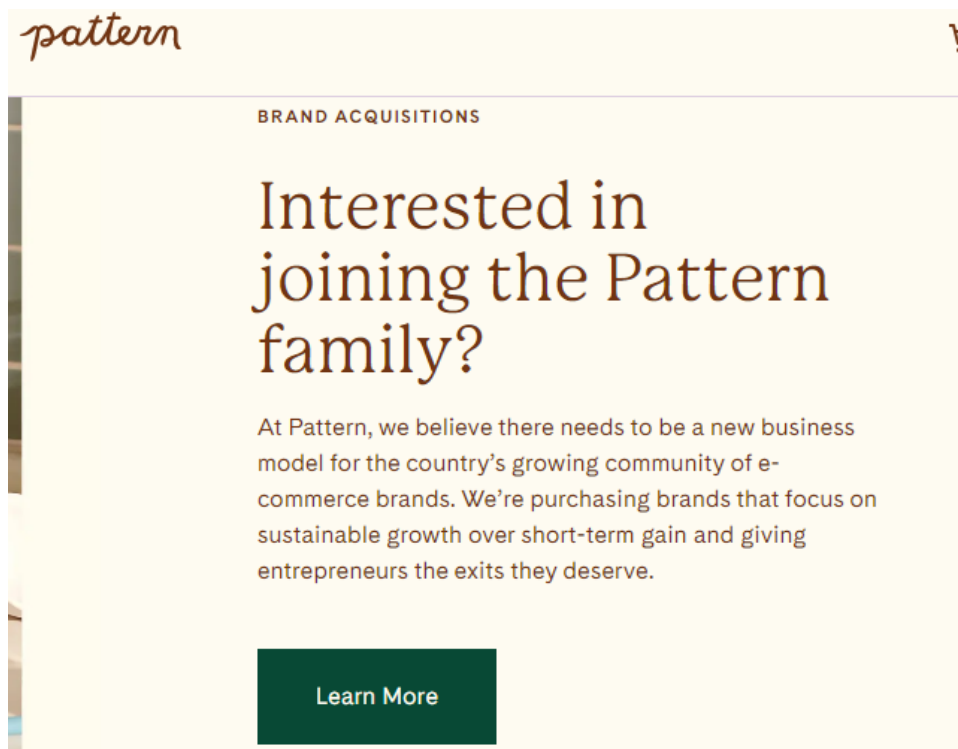 pattern
BRAND ACQUISITIONS
Interested in
joining the Pattern
family?
At Pattern, we believe there needs to be a new business
model for the country’s growing community of e-
commerce brands. We’re purchasing brands that focus on
sustainable growth over short-term gain and giving
entrepreneurs the exits they deserve.
Learn More